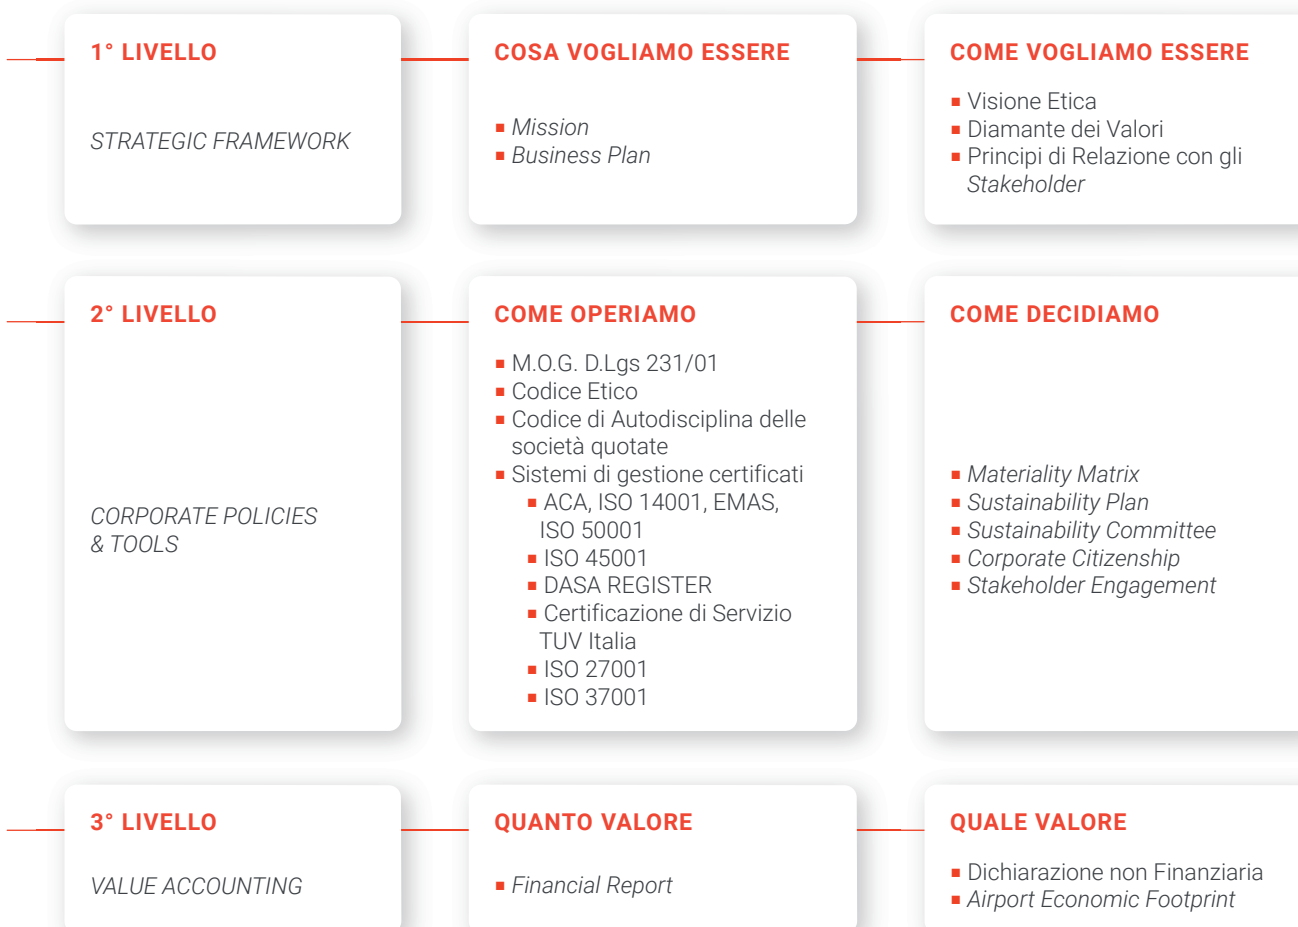 1° LIVELLO
STRATEGIC FRAMEWORK
COSA VOGLIAMO ESSERE
■ Mission
■ Business Plan
COME VOGLIAMO ESSERE
■ Visione Etica
■ Diamante dei Valori
■ Principi di Relazione con gli
Stakeholder
2° LIVELLO
CORPORATE POLICIES
& TOOLS
COME OPERIAMO
■ M.O.G. D.Lgs 231/01
■ Codice Etico
■ Codice di Autodisciplina delle
società quotate
■ Sistemi di gestione certificati
■ ACA, ISO 14001, EMAS,
ISO 50001
■ ISO 45001
■ DASA REGISTER
■ Certificazione di Servizio
TUV Italia
■ ISO 27001
■ ISO 37001
COME DECIDIAMO
■ Materiality Matrix
■ Sustainability Plan
■ Sustainability Committee
■ Corporate Citizenship
■ Stakeholder Engagement
3° LIVELLO
VALUE ACCOUNTING
QUANTO VALORE
■ Financial Report
QUALE VALORE
■ Dichiarazione non Finanziaria
■ Airport Economic Footprint